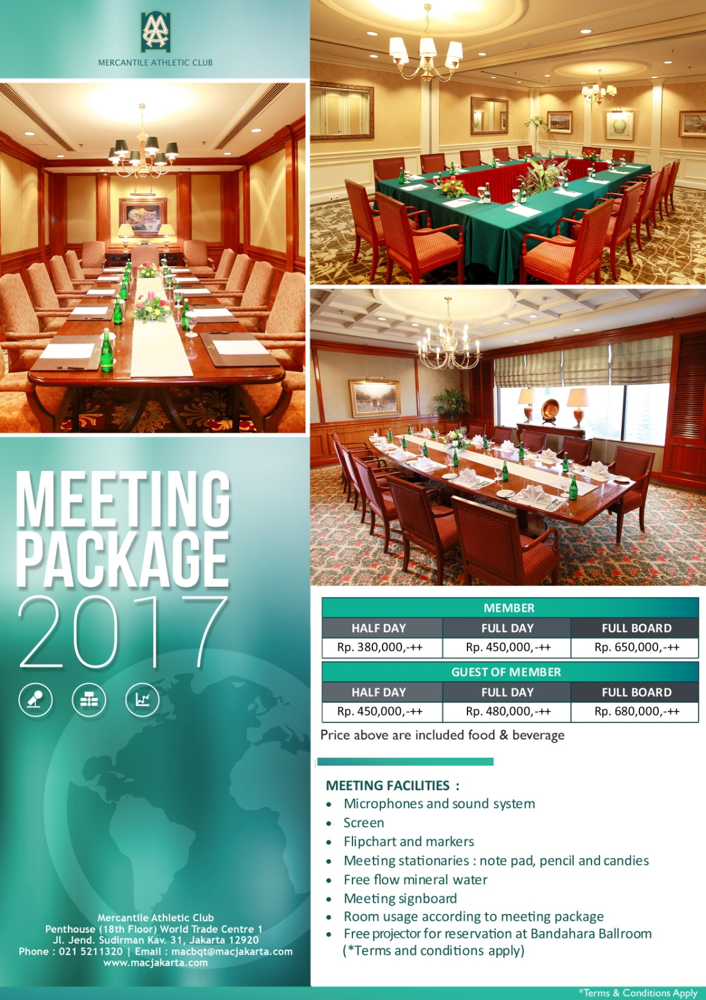 MERCANTILE ATHLETIC CLUB
MEETING
PACKAGE
2017
Mercantile Athletic Club
Penthouse (18th Floor) World Trade Centre 1
Jl. Jend. Sudirman Kav. 31, Jakarta 12920
Phone : 021 5211320 | Email : macbqt@macjakarta.com
www.macjakarta.com
MEMBER
HALF DAY FULL DAY FULL BOARD
Rp. 380,000,-++ Rp. 450,000,-++ Rp. 650,000,-++
GUEST OF MEMBER
HALF DAY FULL DAY FULL BOARD
Rp. 450,000,-++ Rp. 480,000,-++ Rp. 680,000,-++
Price above are included food & beverage
MEETING FACILITIES :
• Microphones and sound system
• Screen
• Flipchart and markers
• Meeting stationaries : note pad, pencil and candies
• Free flow mineral water
• Meeting signboard
• Room usage according to meeting package
• Free projector for reservation at Bandahara Ballroom
(*Terms and conditions apply)
*Terms & Conditions Apply